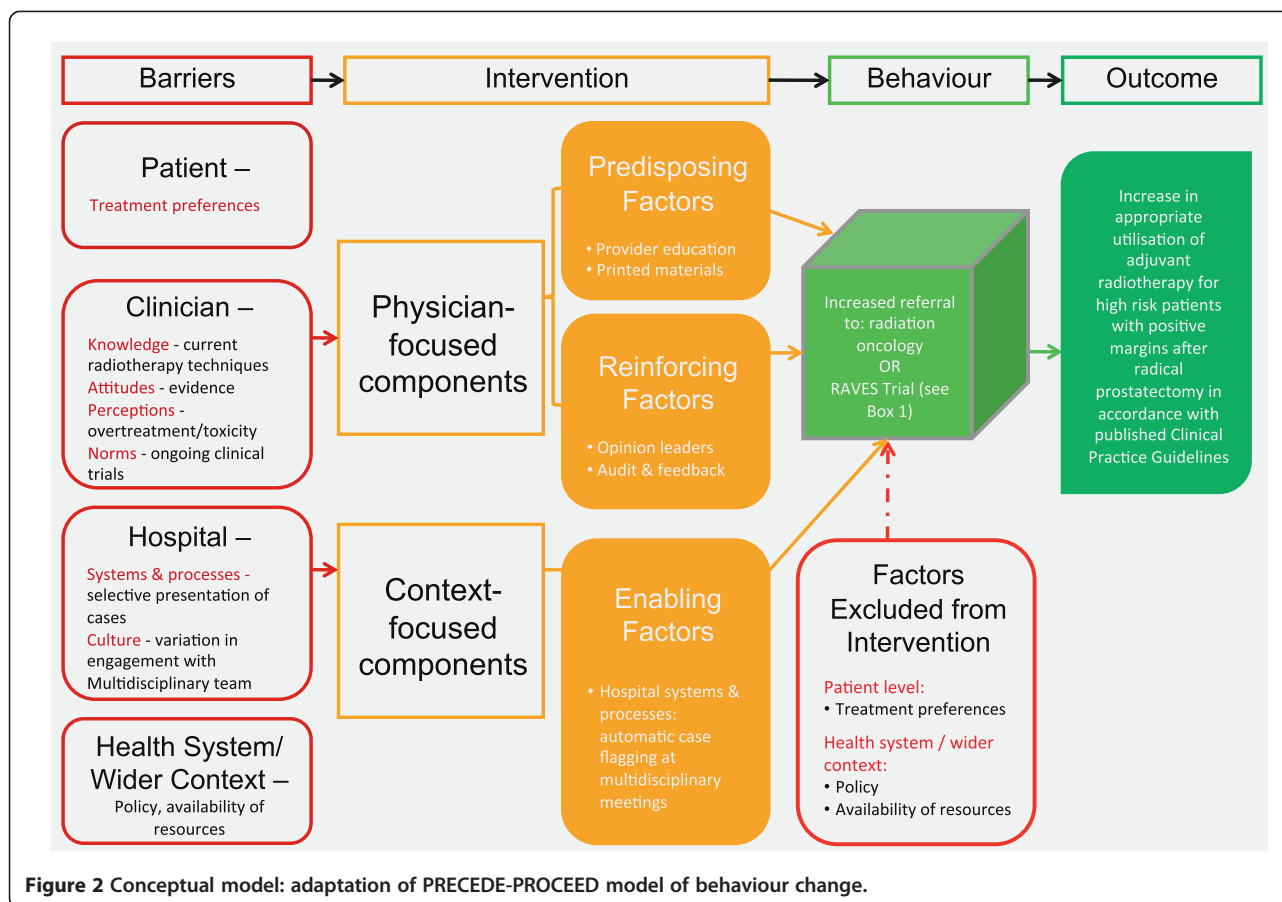 Barriers
Intervention
Behaviour
Outcome
Patient –
Treatment preferences
Clinician –
Knowledge - current
radiotherapy techniques
Attitudes - evidence
Perceptions -
overtreatment/toxicity
Norms - ongoing clinical
trials
Hospital –
Systems & processes -
selective presentation of
cases
Culture - variation in
engagement with
Multidisciplinary team
Health System/
Wider Context –
Policy, availability of
resources
Physician-
focused
components
Context-
focused
components
Predisposing
Factors
• Provider education
• Printed materials
Reinforcing
Factors
• Opinion leaders
• Audit & feedback
Enabling
Factors
• Hospital systems &
processes:
automatic case
flagging at
multidisciplinary
meetings
Increased referral
to: radiation
oncology
OR
RAVES Trial (see
Box 1)
Factors
Excluded from
Intervention
Patient level:
• Treatment preferences
Health system / wider
context:
• Policy
• Availability of resources
Increase in
appropriate
utilisation of
adjuvant
radiotherapy for
high risk patients
with positive
margins after
radical
prostatectomy in
accordance with
published Clinical
Practice Guidelines
Figure 2 Conceptual model: adaptation of PRECEDE-PROCEED model of behaviour change.